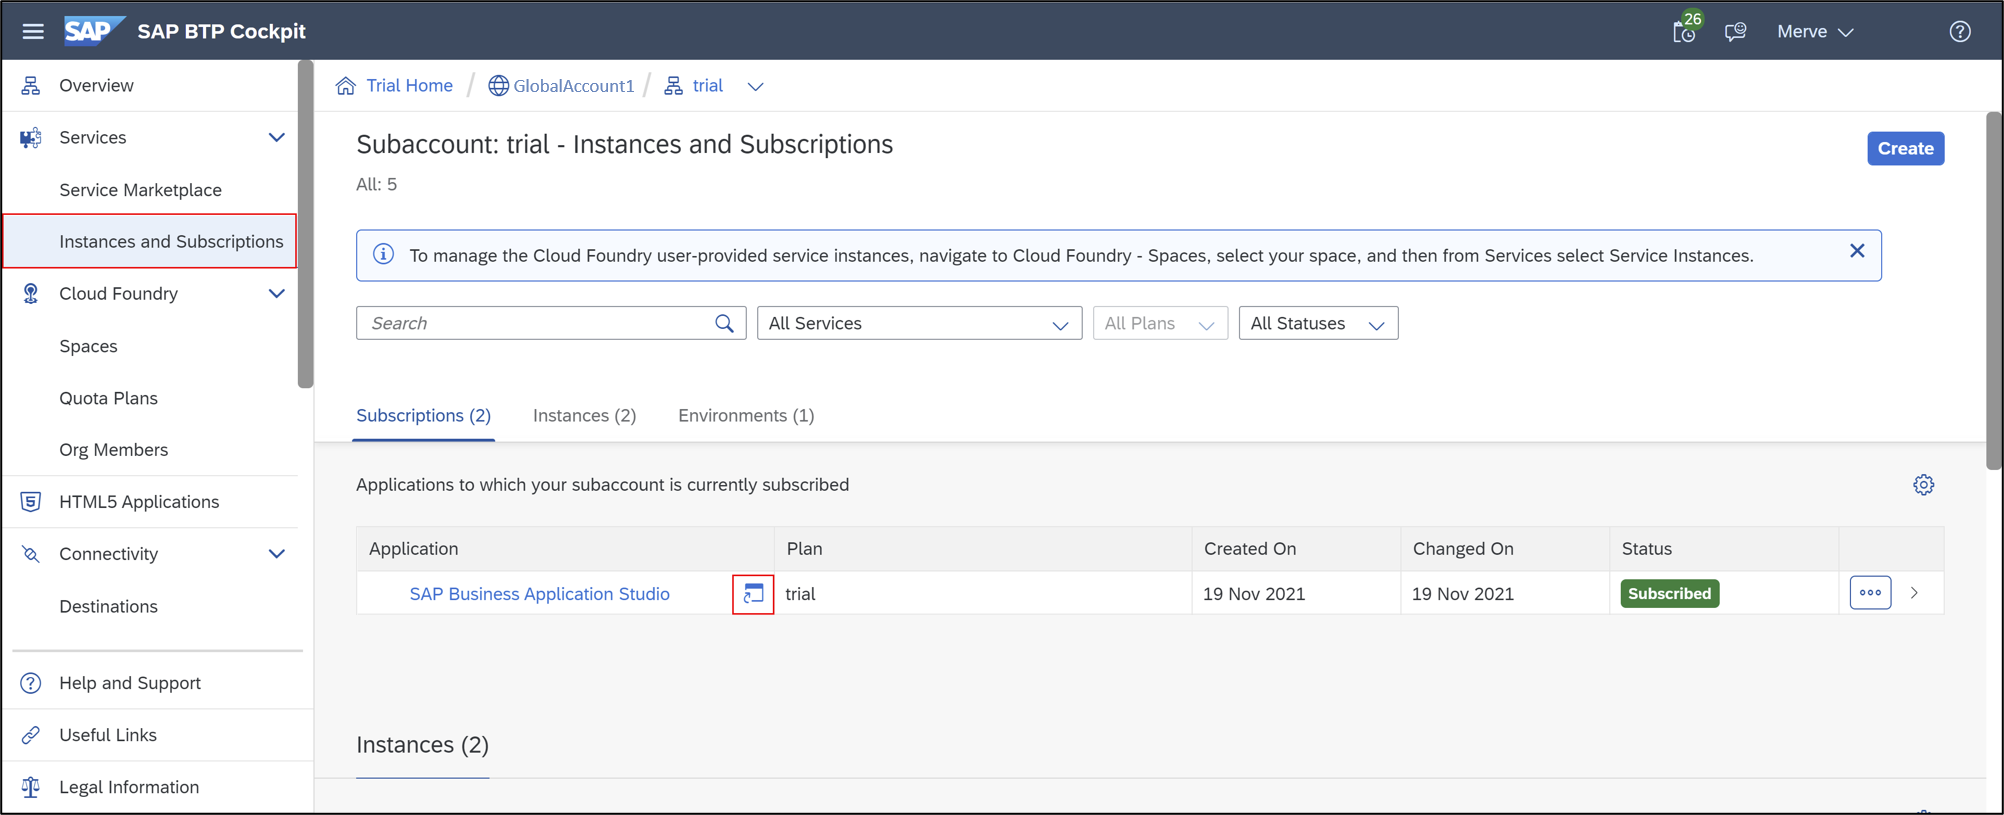 SAP SAP BTP Cockpit
26
Merve
Overview
Services
Service Marketplace
Instances and Subscriptions
Cloud Foundry
Spaces
Quota Plans
Org Members
HTML5 Applications
Connectivity
Destinations
Help and Support
Useful Links
Legal Information
Trial Home / GlobalAccount1 / trial
Subaccount: trial - Instances and Subscriptions
Create
All: 5
To manage the Cloud Foundry user-provided service instances, navigate to Cloud Foundry - Spaces, select your space, and then from Services select Service Instances.
Search
All Services
All Plans
All Statuses
Subscriptions (2) Instances (2) Environments (1)
Applications to which your subaccount is currently subscribed
Application Plan Created On Changed On Status
SAP Business Application Studio trial 19 Nov 2021 19 Nov 2021 Subscribed
Instances (2)